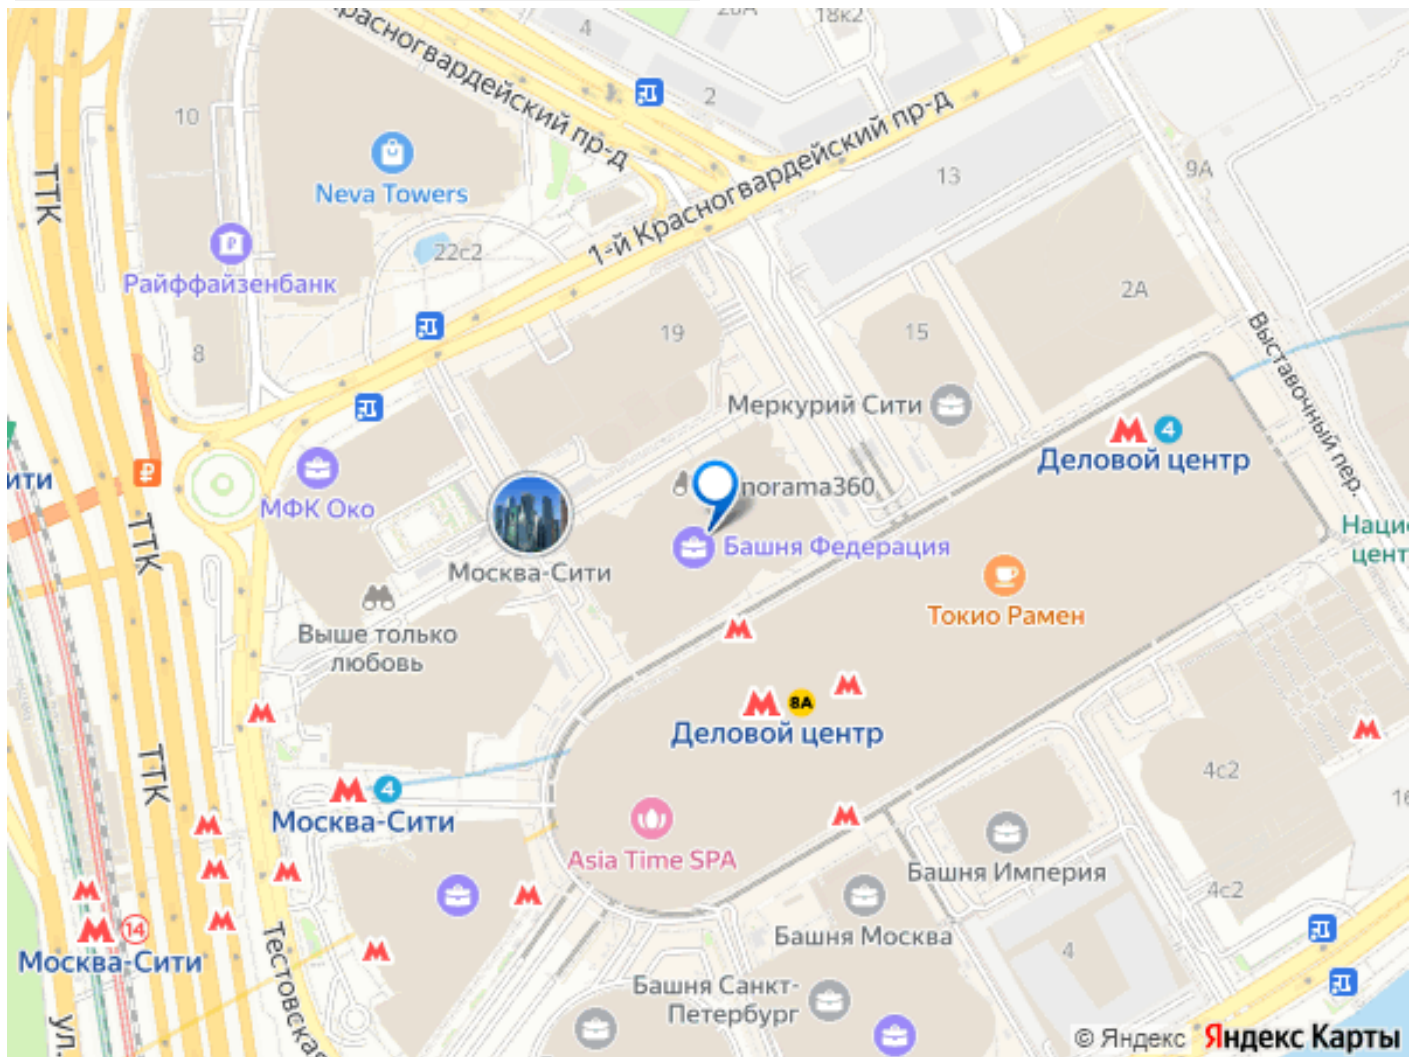 Красногвардейский пр-д
4
18к2
2
10
Neva Towers
1-й Красногвардейский пр-д
13
9А
ТТК
22с2
Райффайзенбанк
2А
8
19
15
Выставочный пер.
Меркурий Сити
4
Деловой центр
ити
МФК Око
norama360
Москва-Сити
Башня Федерация
Наци
цент
ТТК
Токио Рамен
Выше только
любовь
8А
Деловой центр
ТТК
4
Москва-Сити
4с2
16
Asia Time SPA
Башня Империя
4с2
14
Москва-Сити
Тестовская
Башня Москва
4
Башня Санкт-
Петербург
ул.
© Яндекс Яндекс Карты